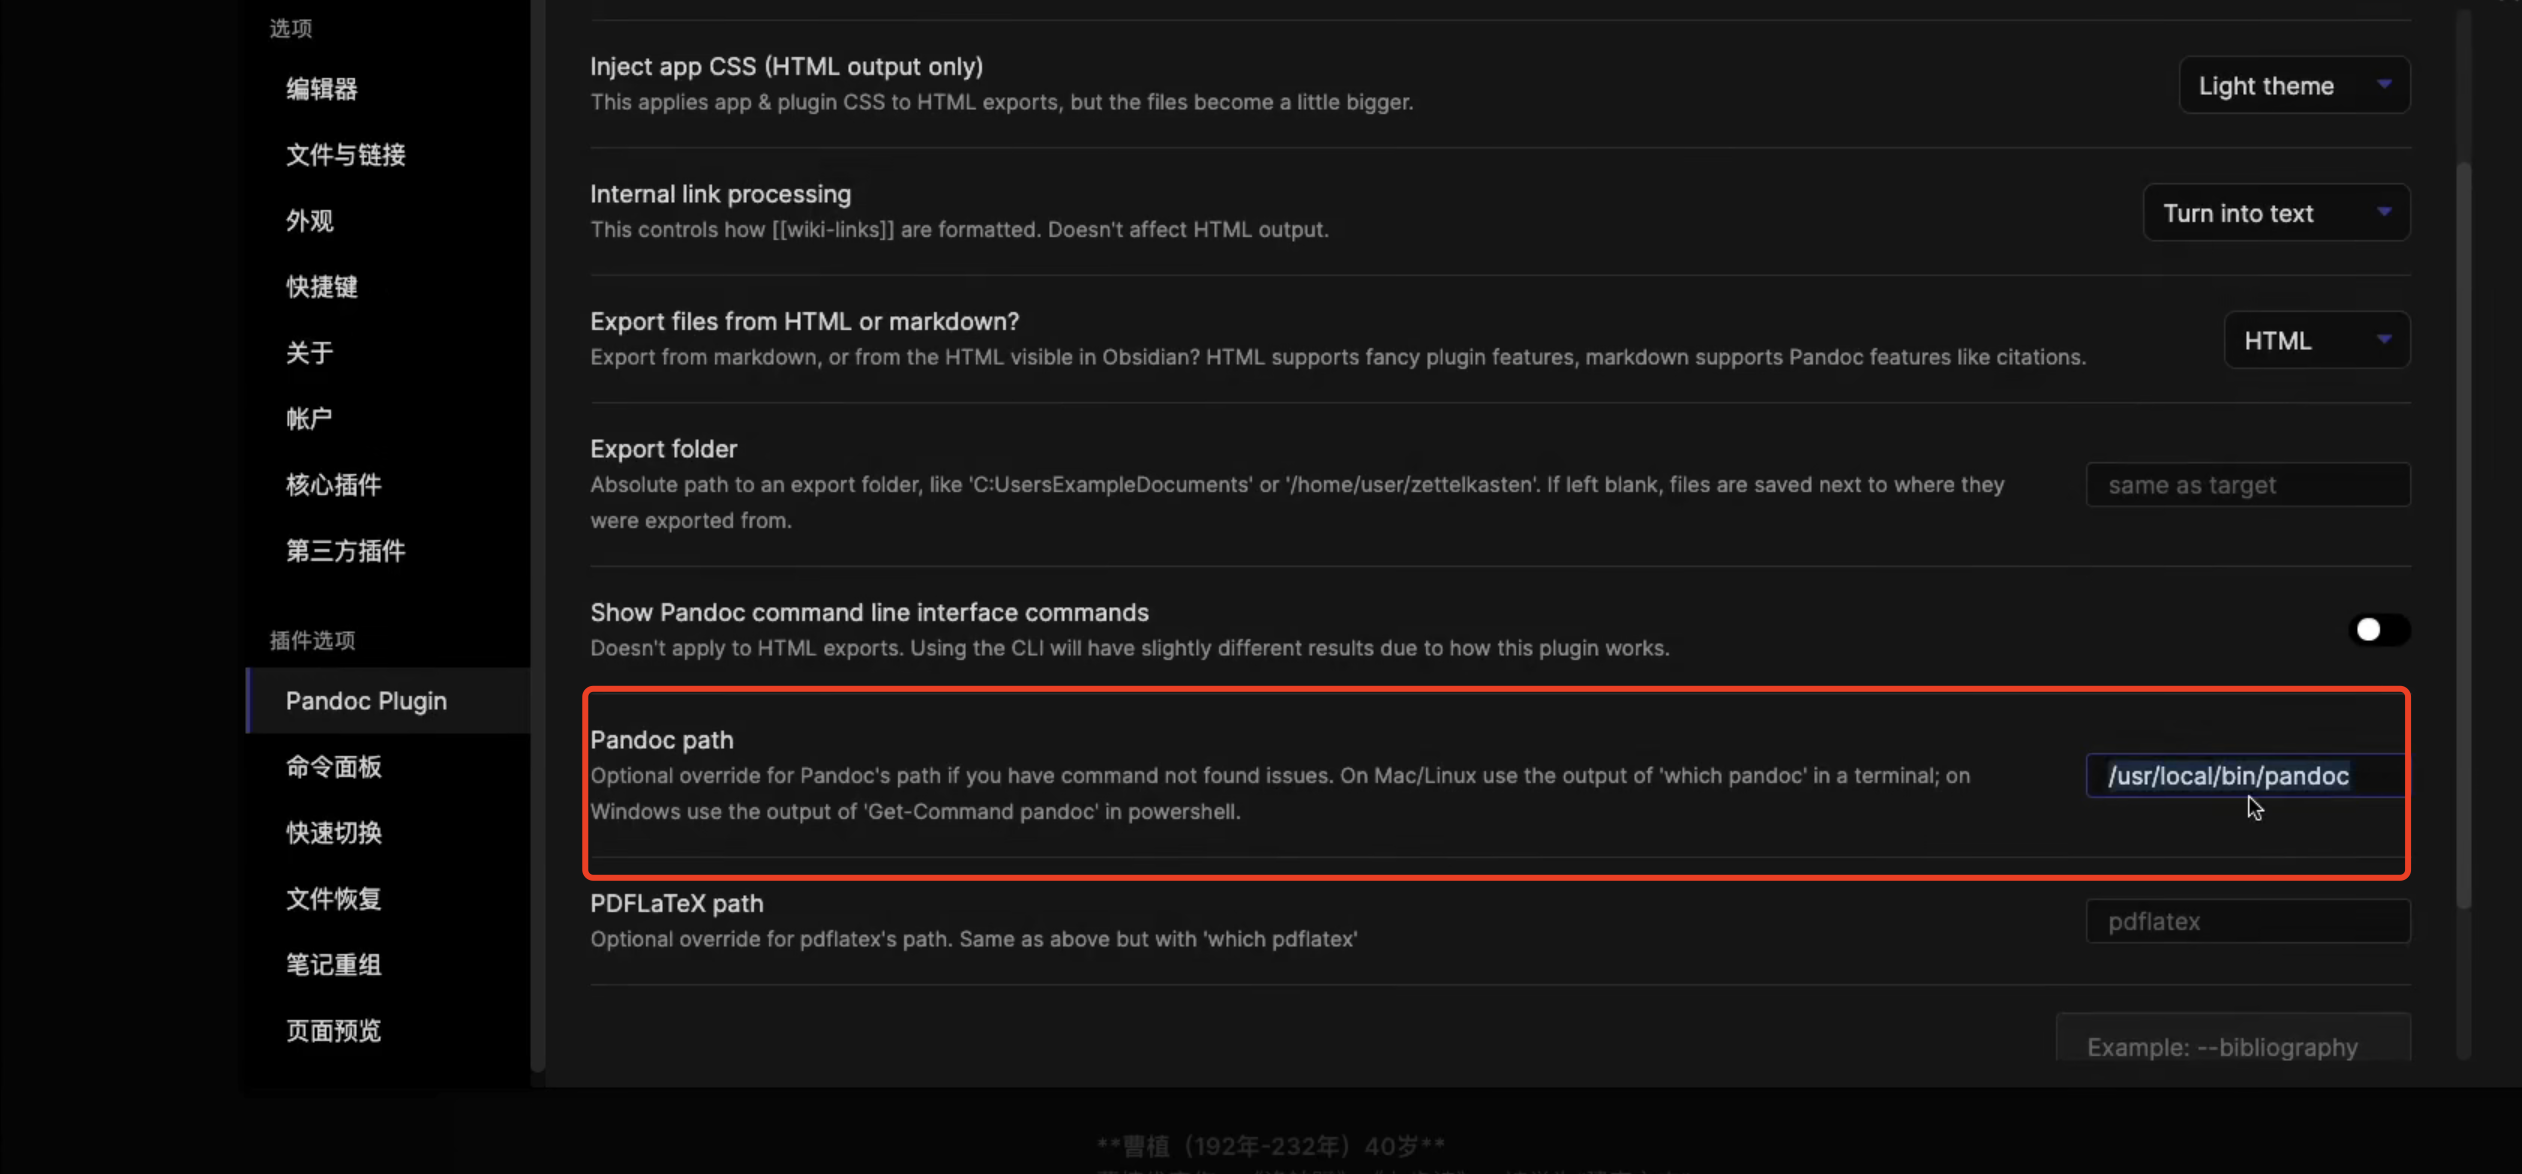 选项
编辑器
文件与链接
外观
快捷键
关于
帐户
核心插件
第三方插件
插件选项
Pandoc Plugin
命令面板
快速切换
文件恢复
笔记重组
页面预览
Inject app CSS (HTML output only)
This applies app & plugin CSS to HTML exports, but the files become a little bigger.
Light theme
Internal link processing
This controls how [[wiki-links]] are formatted. Doesn't affect HTML output.
Turn into text
Export files from HTML or markdown?
Export from markdown, or from the HTML visible in Obsidian? HTML supports fancy plugin features, markdown supports Pandoc features like citations.
HTML
Export folder
Absolute path to an export folder, like 'C:UsersExampleDocuments' or '/home/user/zettelkasten'. If left blank, files are saved next to where they
were exported from.
same as target
Show Pandoc command line interface commands
Doesn't apply to HTML exports. Using the CLI will have slightly different results due to how this plugin works.
Pandoc path
Optional override for Pandoc's path if you have command not found issues. On Mac/Linux use the output of 'which pandoc' in a terminal; on
Windows use the output of 'Get-Command pandoc' in powershell.
/usr/local/bin/pandoc
PDFLaTeX path
Optional override for pdflatex's path. Same as above but with 'which pdflatex'
pdflatex
Example: --bibliography
**曹植（192年-232年）40岁**